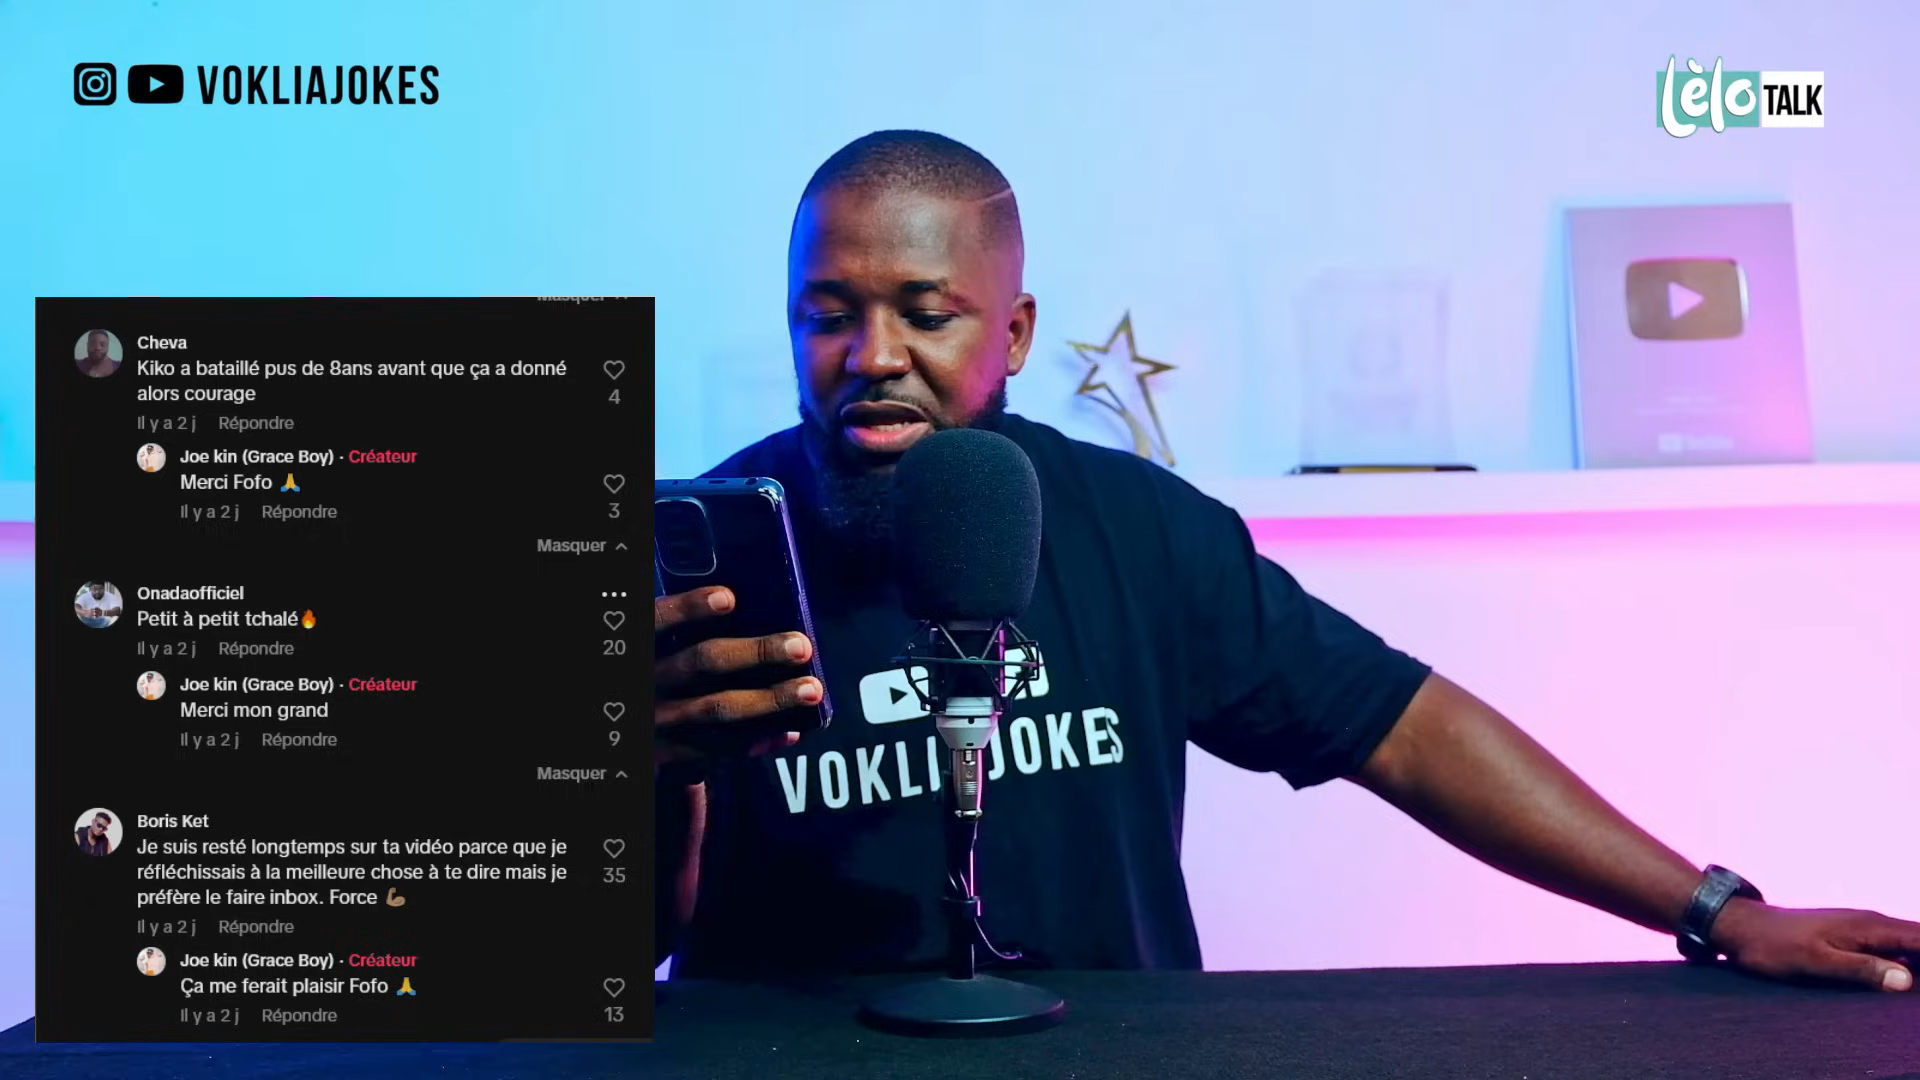 VOKLIAJOKES
Lèlo TALK
Masquer
Cheva
Kiko a bataillé pus de 8ans avant que ça a donné
alors courage
4
Il y a 2 j Répondre
Joe kin (Grace Boy) · Créateur
Merci Fofo 🙏
Il y a 2 j Répondre
3
Masquer
Onadaofficiel
Petit à petit tchalé🔥
Il y a 2 j Répondre
20
Joe kin (Grace Boy) · Créateur
Merci mon grand
Il y a 2 j Répondre
9
Masquer
Boris Ket
Je suis resté longtemps sur ta vidéo parce que je
réfléchissais à la meilleure chose à te dire mais je
préfère le faire inbox. Force 💪🏽
35
Il y a 2 j Répondre
Joe kin (Grace Boy) · Créateur
Ça me ferait plaisir Fofo 🙏
Il y a 2 j Répondre
13
VOKLI JOKES